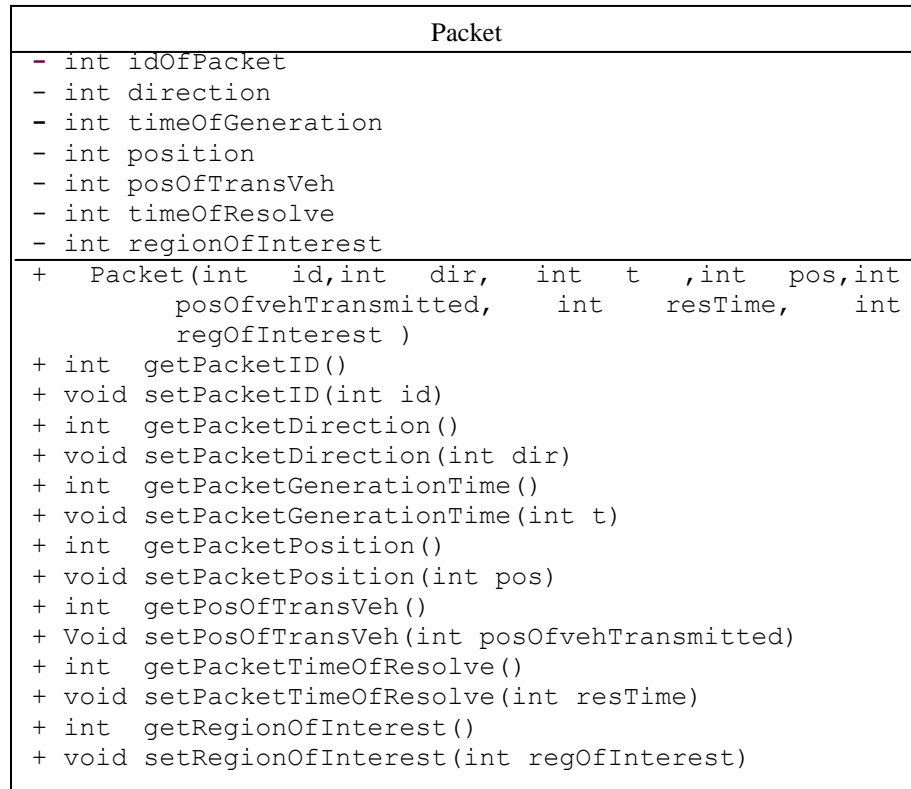 Packet
- int idOfPacket
- int direction
- int timeOfGeneration
- int position
- int posOfTransVeh
- int timeOfResolve
- int regionOfInterest
+ Packet(int id,int dir, int t ,int pos,int
posOfvehTransmitted, int resTime, int
regOfInterest )
+ int getPacketID()
+ void setPacketID(int id)
+ int getPacketDirection()
+ void setPacketDirection(int dir)
+ int getPacketGenerationTime()
+ void setPacketGenerationTime(int t)
+ int getPacketPosition()
+ void setPacketPosition(int pos)
+ int getPosOfTransVeh()
+ Void setPosOfTransVeh(int posOfvehTransmitted)
+ int getPacketTimeOfResolve()
+ void setPacketTimeOfResolve(int resTime)
+ int getRegionOfInterest()
+ void setRegionOfInterest(int regOfInterest)